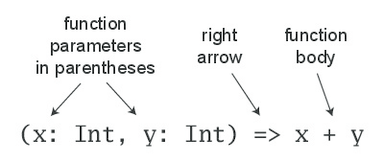 function
parameters
in parentheses
right
arrow
function
body
(x: Int, y: Int) => x + y